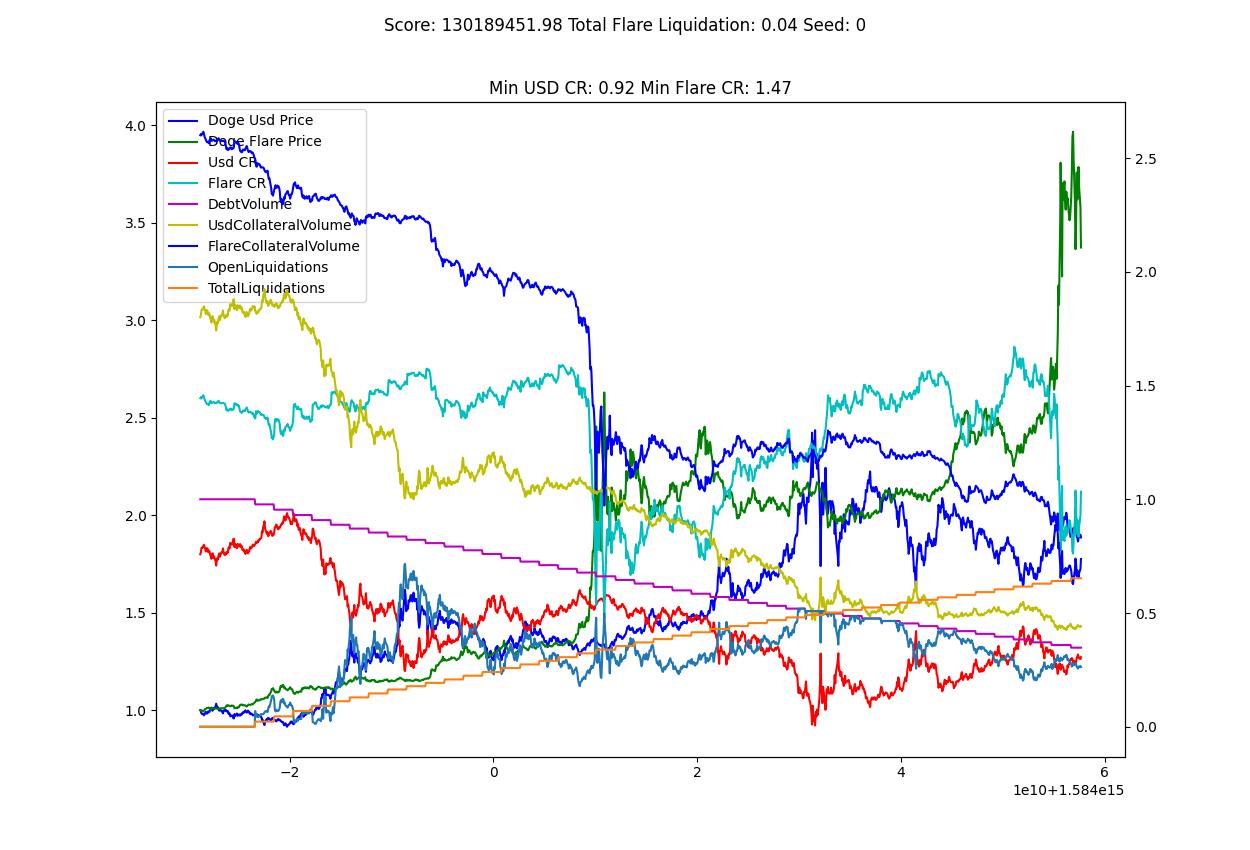 Score: 130189451.98 Total Flare Liquidation: 0.04 Seed: 0
Min USD CR: 0.92 Min Flare CR: 1.47
Doge Usd Price
Doge Flare Price
Usd CR
Flare CR
DebtVolume
UsdCollateralVolume
FlareCollateralVolume
OpenLiquidations
TotalLiquidations
4.0
3.5
3.0
2.5
2.0
1.5
1.0
2.5
2.0
1.5
1.0
0.5
0.0
−2
0
2
4
6
1e10+1.584e15